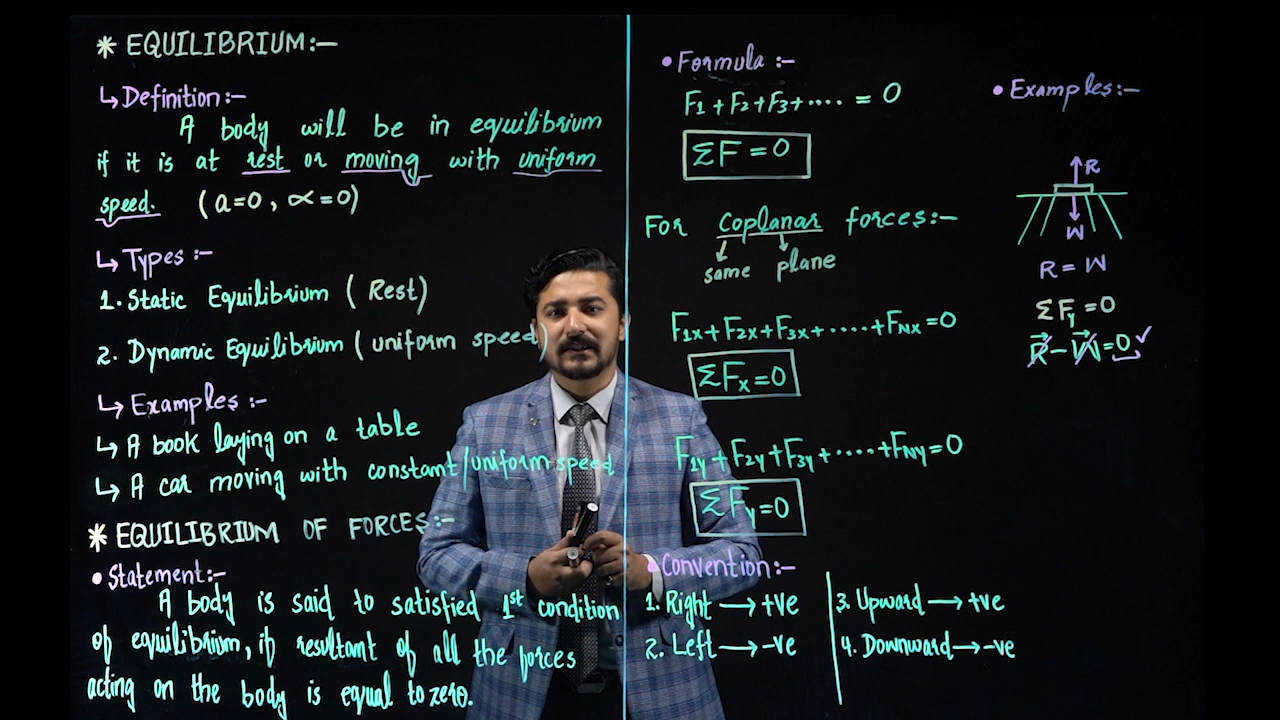 * EQUILIBRIUM:-
↳ Definition:-
A body will be in equilibrium
if it is at rest or moving with uniform
speed. (a=0, ∝=0)
↳ Types:-
1. Static Equilibrium (Rest)
2. Dynamic Equilibrium (uniform speed)
↳ Examples:-
↳ A book laying on a table
↳ A car moving with constant/uniform speed
* EQUILIBRIUM OF FORCES:-
• Statement:-
A body is said to satisfied 1st condition
of equilibrium, if resultant of all the forces
acting on the body is equal to zero.
• Formula:-
F1+F2+F3+.... = 0
ΣF=0
For Coplanar forces:-
same plane
F1x+F2x+F3x+.....+FNx=0
ΣFx=0
F1y+F2y+F3y+.....+FNy=0
ΣFy=0
• Convention:-
1. Right → +ve
2. Left → -ve
3. Upward → +ve
4. Downward → -ve
• Examples:-
R
W
R = W
ΣFy=0
R-W=0 ✓